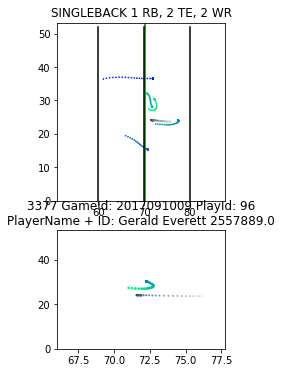 SINGLEBACK 1 RB, 2 TE, 2 WR
50
40
30
20
10
0
60 70 80
3377 GameId: 2017091009 PlayId: 96
PlayerName + ID: Gerald Everett 2557889.0
40
20
0
67.5 70.0 72.5 75.0 77.5